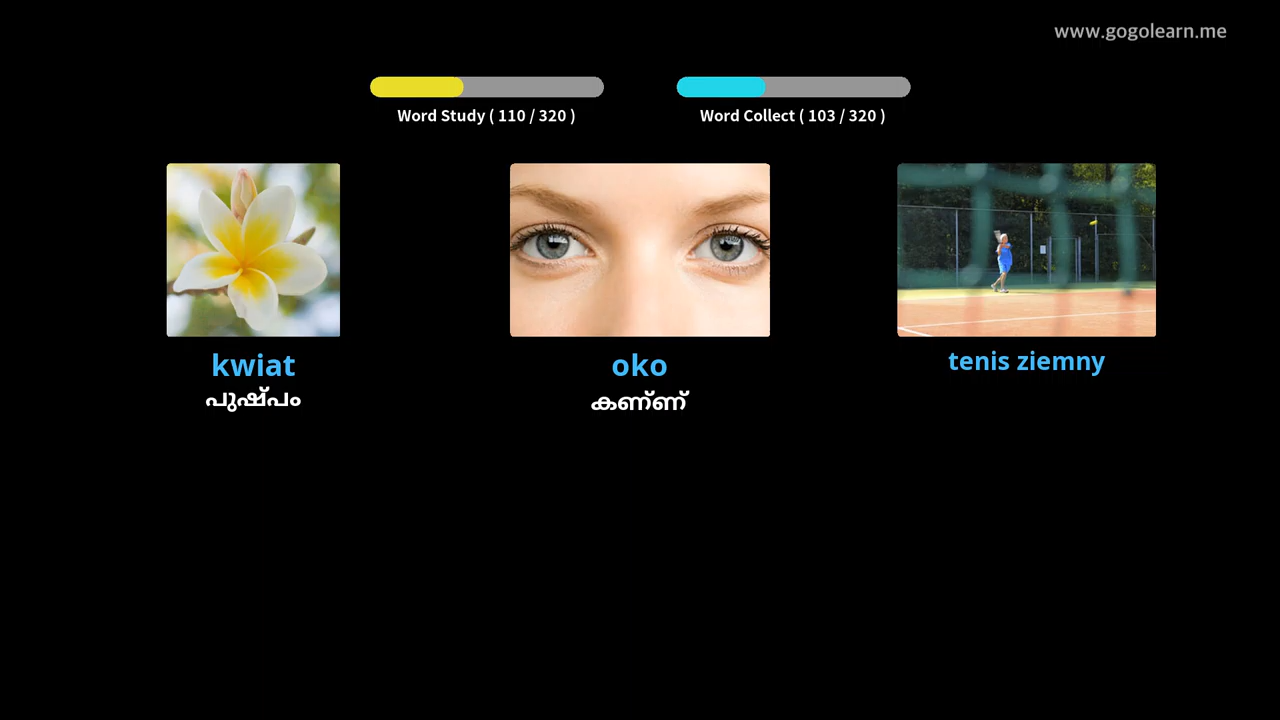 www.gogolearn.me
Word Study ( 110 / 320 )
Word Collect ( 103 / 320 )
kwiat
പുഷ്പം
oko
കണ്ണ്
tenis ziemny